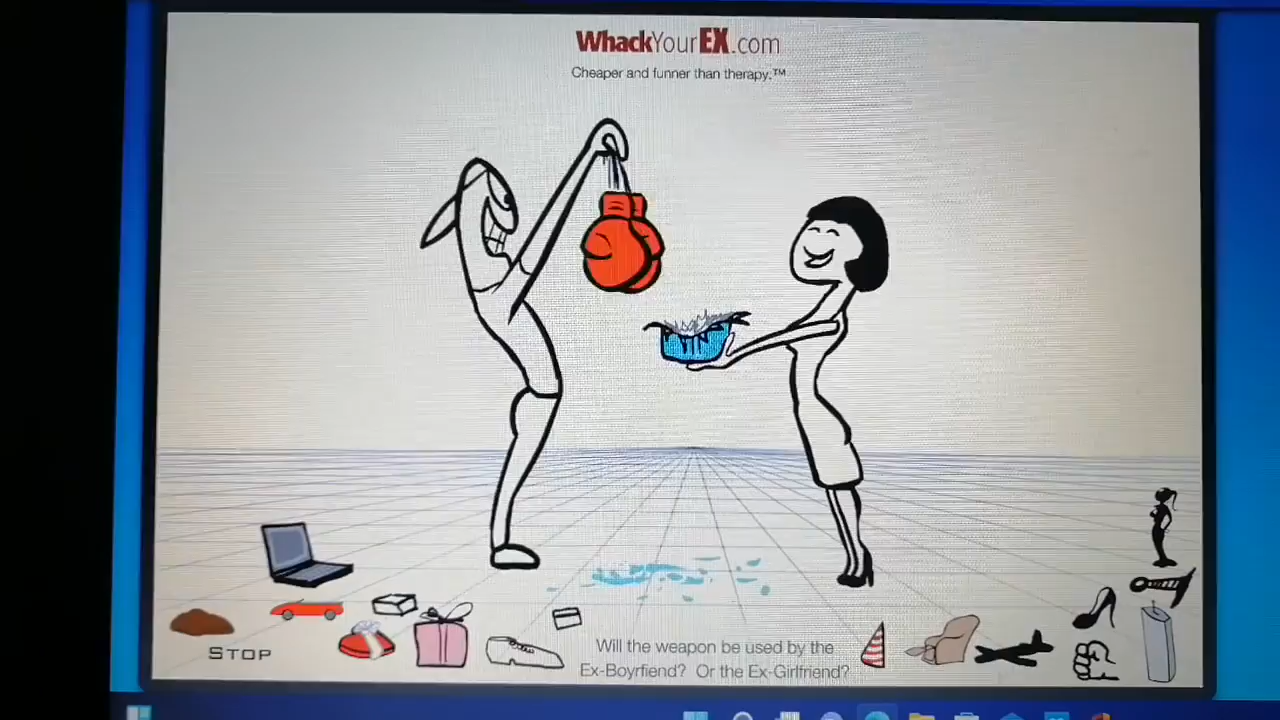 WhackYourEX.com
Cheaper and funner than therapy.™
STOP
Will the weapon be used by the
Ex-Boyfiend? Or the Ex-Girlfriend?